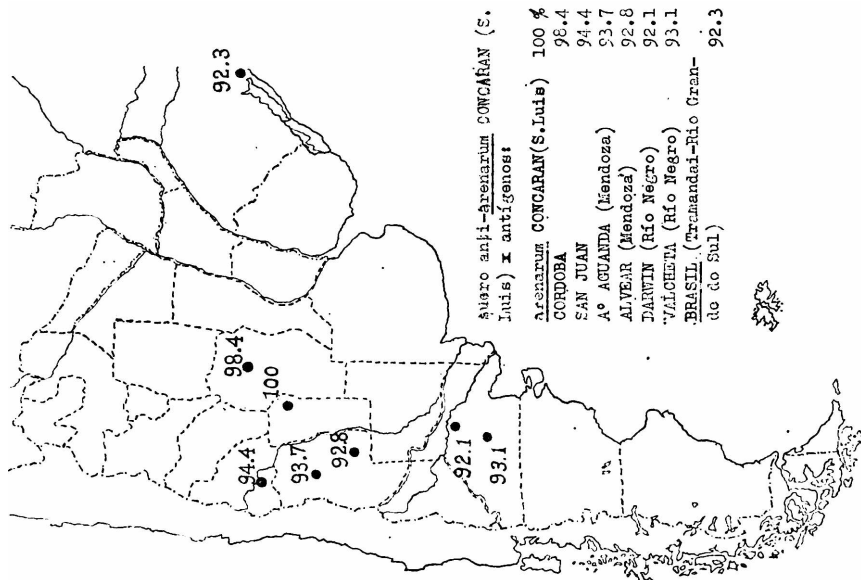 suero anti-arenarum CONCARAN (S.
Luis) x antígenos:
arenarum CONCARAN(S.Luis) 100 %
CORDOBA 98.4
SAN JUAN 94.4
Aº AGUANDA (Mendoza) 93.7
ALVEAR (Mendoza) 92.8
DARWIN (Río Negro) 92.1
VALCHETA (Río Negro) 93.1
BRASIL (Tramandai-Rio Gran-
de do Sul) 92.3
92.3
98.4
100
94.4
93.7
92.8
92.1
93.1